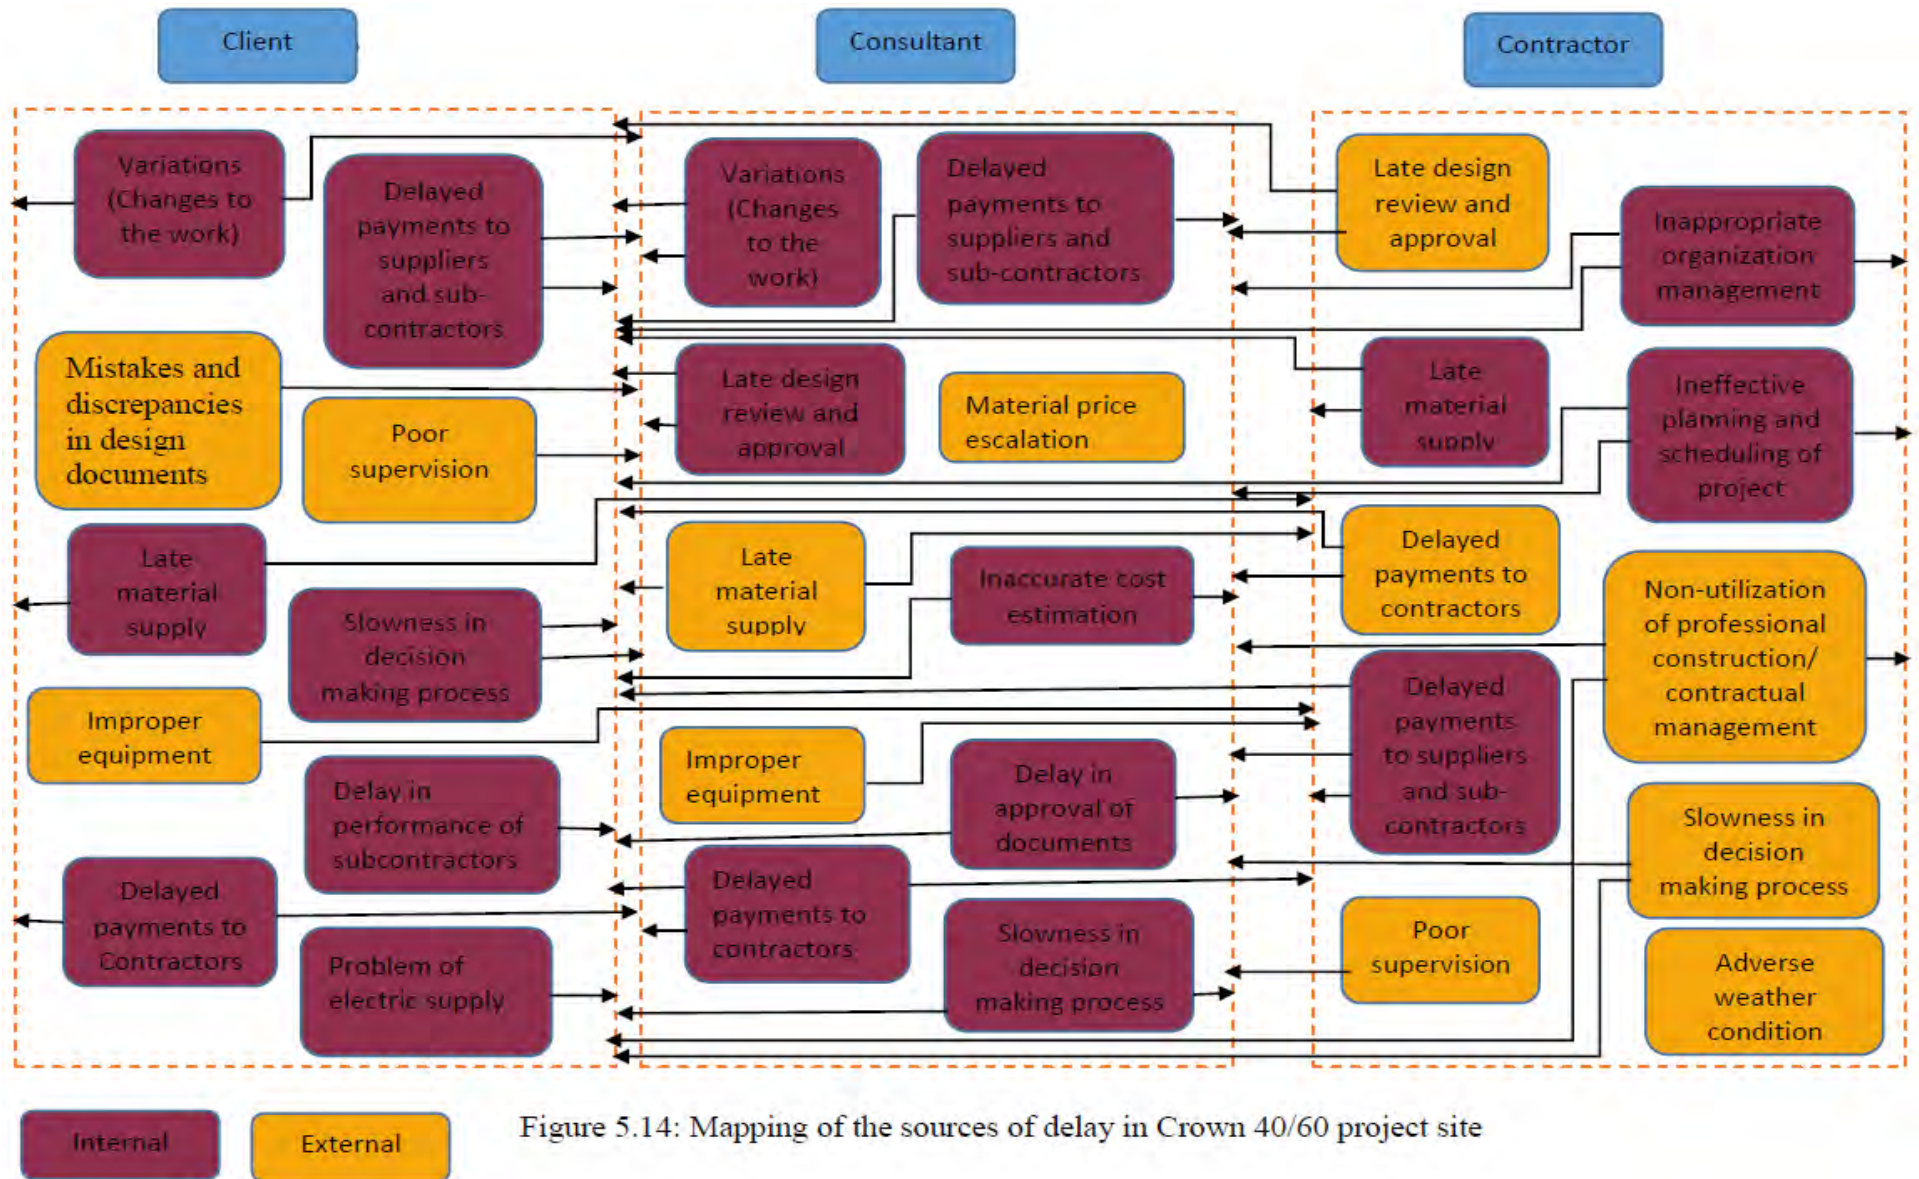 Client
Consultant
Contractor
Variations
(Changes to
the work)
Delayed
payments to
suppliers
and sub-
contractors
Mistakes and
discrepancies
in design
documents
Poor
supervision
Late
material
supply
Slowness in
decision
making process
Improper
equipment
Delay in
performance of
subcontractors
Delayed
payments to
Contractors
Problem of
electric supply
Variations
(Changes
to the
work)
Delayed
payments to
suppliers and
sub-contractors
Late design
review and
approval
Material price
escalation
Late
material
supply
Inaccurate cost
estimation
Improper
equipment
Delay in
approval of
documents
Delayed
payments to
contractors
Slowness in
decision
making process
Late design
review and
approval
Inappropriate
organization
management
Late
material
supply
Ineffective
planning and
scheduling of
project
Delayed
payments to
contractors
Non-utilization
of professional
construction/
contractual
management
Delayed
payments
to suppliers
and sub-
contractors
Slowness in
decision
making process
Poor
supervision
Adverse
weather
condition
Internal
External
Figure 5.14: Mapping of the sources of delay in Crown 40/60 project site